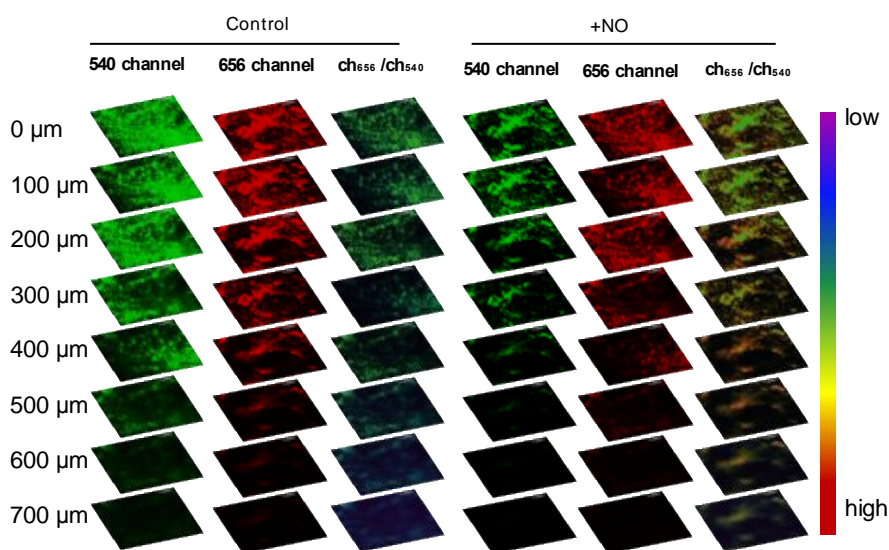 Control +NO
540 channel 656 channel ch₆₅₆ /ch₅₄₀ 540 channel 656 channel ch₆₅₆ /ch₅₄₀
0 µm low
100 µm
200 µm
300 µm
400 µm
500 µm
600 µm
700 µm high